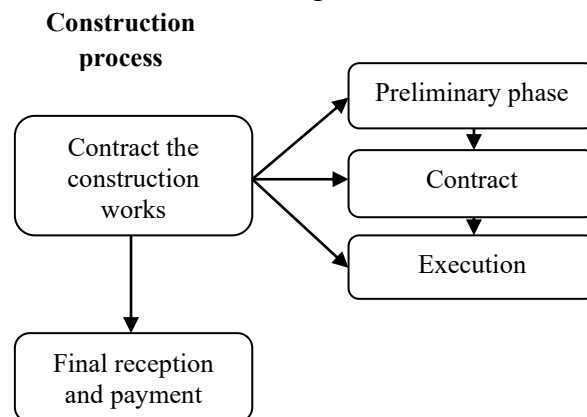 Construction
process
Preliminary phase
Contract the
construction
works
Contract
Execution
Final reception
and payment